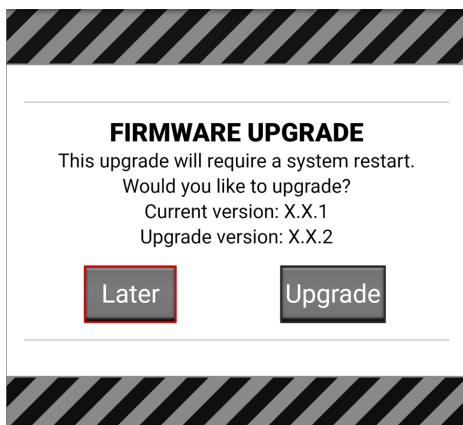 FIRMWARE UPGRADE
This upgrade will require a system restart.
Would you like to upgrade?
Current version: X.X.1
Upgrade version: X.X.2
Later Upgrade